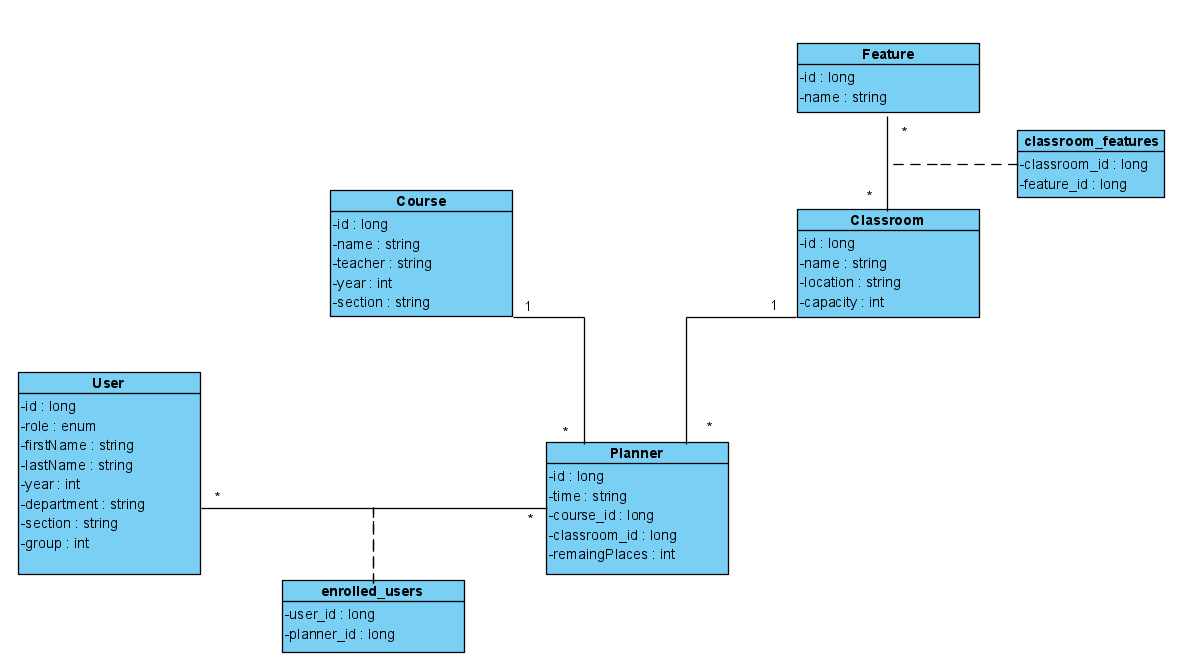 Feature
-id : long
-name : string
*
*
classroom_features
-classroom_id : long
-feature_id : long
Course
-id : long
-name : string
-teacher : string
-year : int
-section : string
1
*
Classroom
-id : long
-name : string
-location : string
-capacity : int
1
*
User
-id : long
-role : enum
-firstName : string
-lastName : string
-year : int
-department : string
-section : string
-group : int
*
*
Planner
-id : long
-time : string
-course_id : long
-classroom_id : long
-remaingPlaces : int
enrolled_users
-user_id : long
-planner_id : long